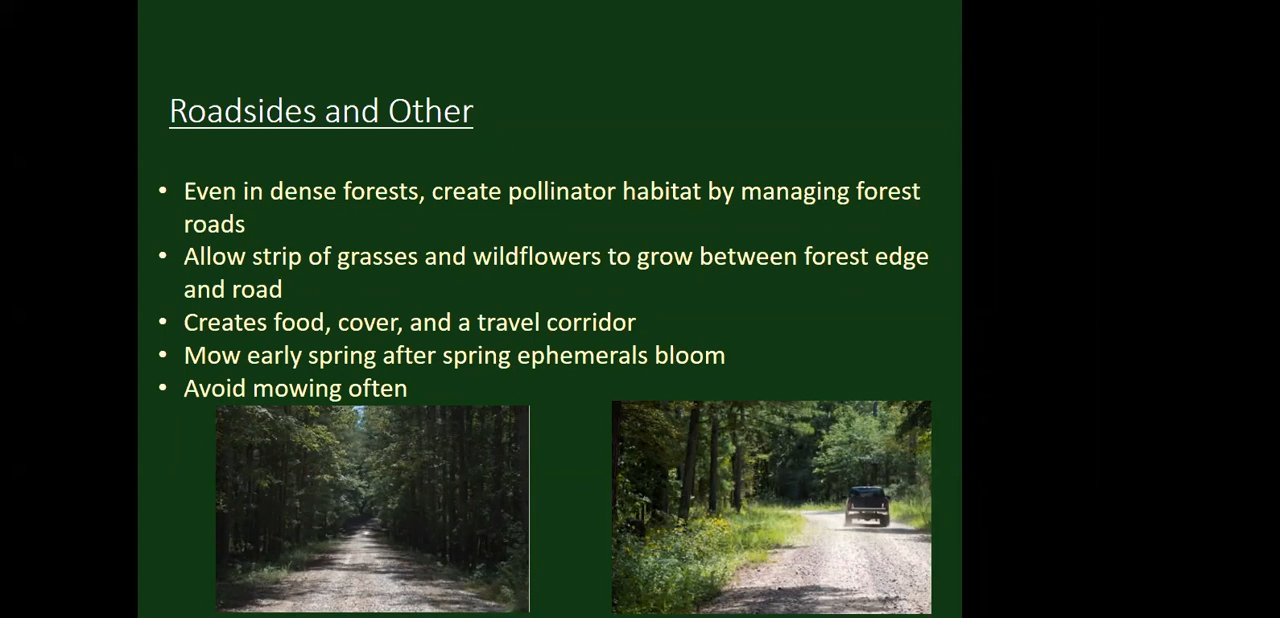 Roadsides and Other
• Even in dense forests, create pollinator habitat by managing forest
roads
• Allow strip of grasses and wildflowers to grow between forest edge
and road
• Creates food, cover, and a travel corridor
• Mow early spring after spring ephemerals bloom
• Avoid mowing often